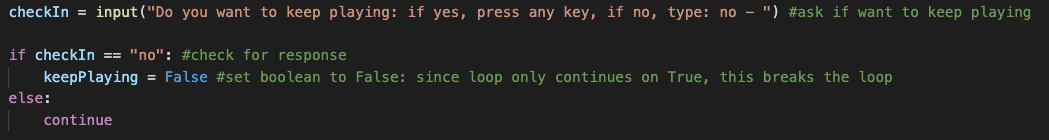 checkIn = input("Do you want to keep playing: if yes, press any key, if no, type: no - ") #ask if want to keep playing
if checkIn == "no": #check for response
    keepPlaying = False #set boolean to False: since loop only continues on True, this breaks the loop
else:
    continue